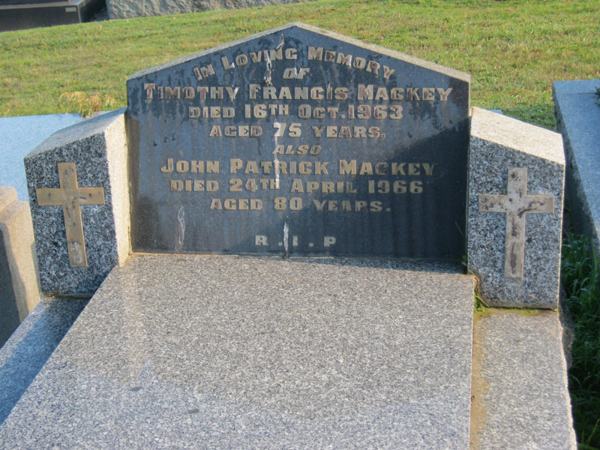 IN LOVING MEMORY
OF
TIMOTHY FRANCIS MACKEY
DIED 16TH OCT. 1963
AGED 75 YEARS.
ALSO
JOHN PATRICK MACKEY
DIED 24TH APRIL 1966
AGED 80 YEARS.
R.I.P